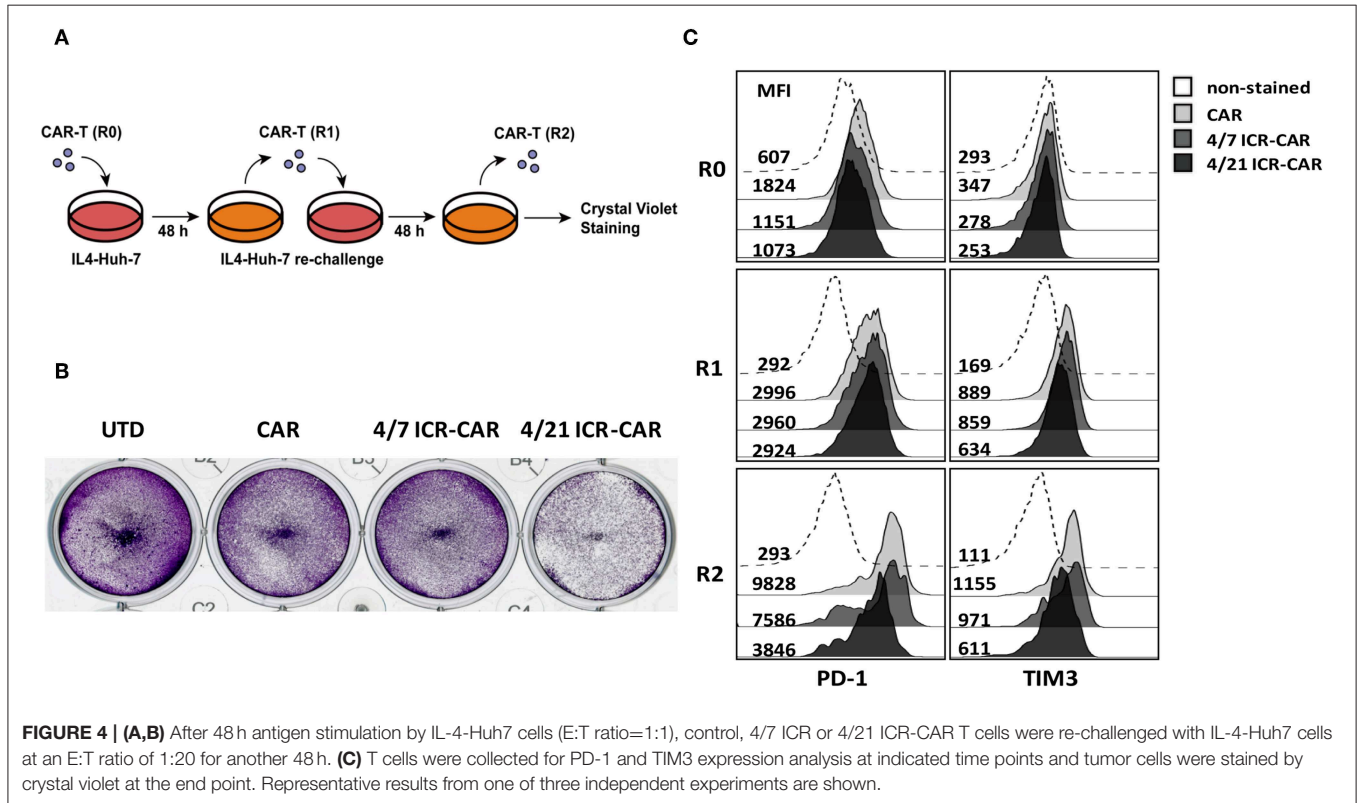 A
CAR-T (R0)
CAR-T (R1)
CAR-T (R2)
48 h
48 h
Crystal Violet
Staining
IL4-Huh-7
IL4-Huh-7 re-challenge
B
UTD
CAR
4/7 ICR-CAR
4/21 ICR-CAR
B2
B3
B4
C2
C4
C
MFI
non-stained
CAR
4/7 ICR-CAR
4/21 ICR-CAR
R0
607
1824
1151
1073
293
347
278
253
R1
292
2996
2960
2924
169
889
859
634
R2
293
9828
7586
3846
111
1155
971
611
PD-1
TIM3
FIGURE 4 | (A,B) After 48 h antigen stimulation by IL-4-Huh7 cells (E:T ratio=1:1), control, 4/7 ICR or 4/21 ICR-CAR T cells were re-challenged with IL-4-Huh7 cells
at an E:T ratio of 1:20 for another 48 h. (C) T cells were collected for PD-1 and TIM3 expression analysis at indicated time points and tumor cells were stained by
crystal violet at the end point. Representative results from one of three independent experiments are shown.